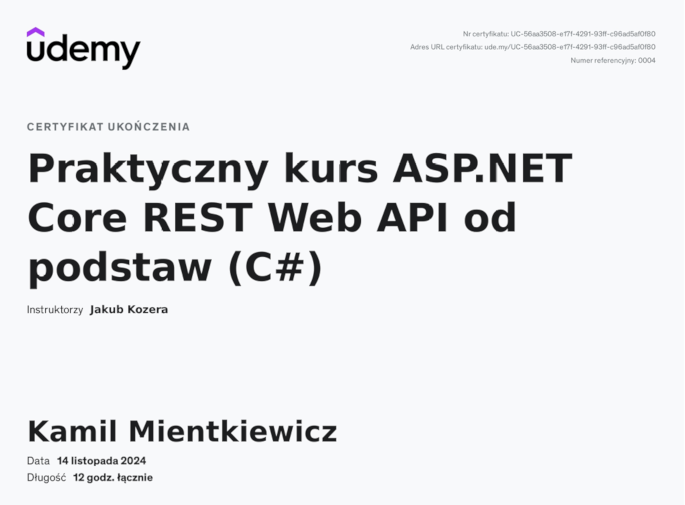 udemy
Nr certyfikatu: UC-56aa3508-e17f-4291-93ff-c96ad5af0f80
Adres URL certyfikatu: ude.my/UC-56aa3508-e17f-4291-93ff-c96ad5af0f80
Numer referencyjny: 0004
CERTYFIKAT UKOŃCZENIA
Praktyczny kurs ASP.NET
Core REST Web API od
podstaw (C#)
Instruktorzy Jakub Kozera
Kamil Mientkiewicz
Data 14 listopada 2024
Długość 12 godz. łącznie